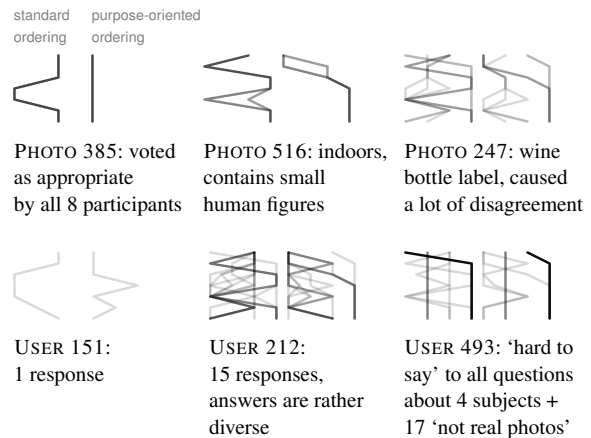 standard purpose-oriented
ordering ordering
PHOTO 385: voted
as appropriate
by all 8 participants
PHOTO 516: indoors,
contains small
human figures
PHOTO 247: wine
bottle label, caused
a lot of disagreement
USER 151:
1 response
USER 212:
15 responses,
answers are rather
diverse
USER 493: ‘hard to
say’ to all questions
about 4 subjects +
17 ‘not real photos’